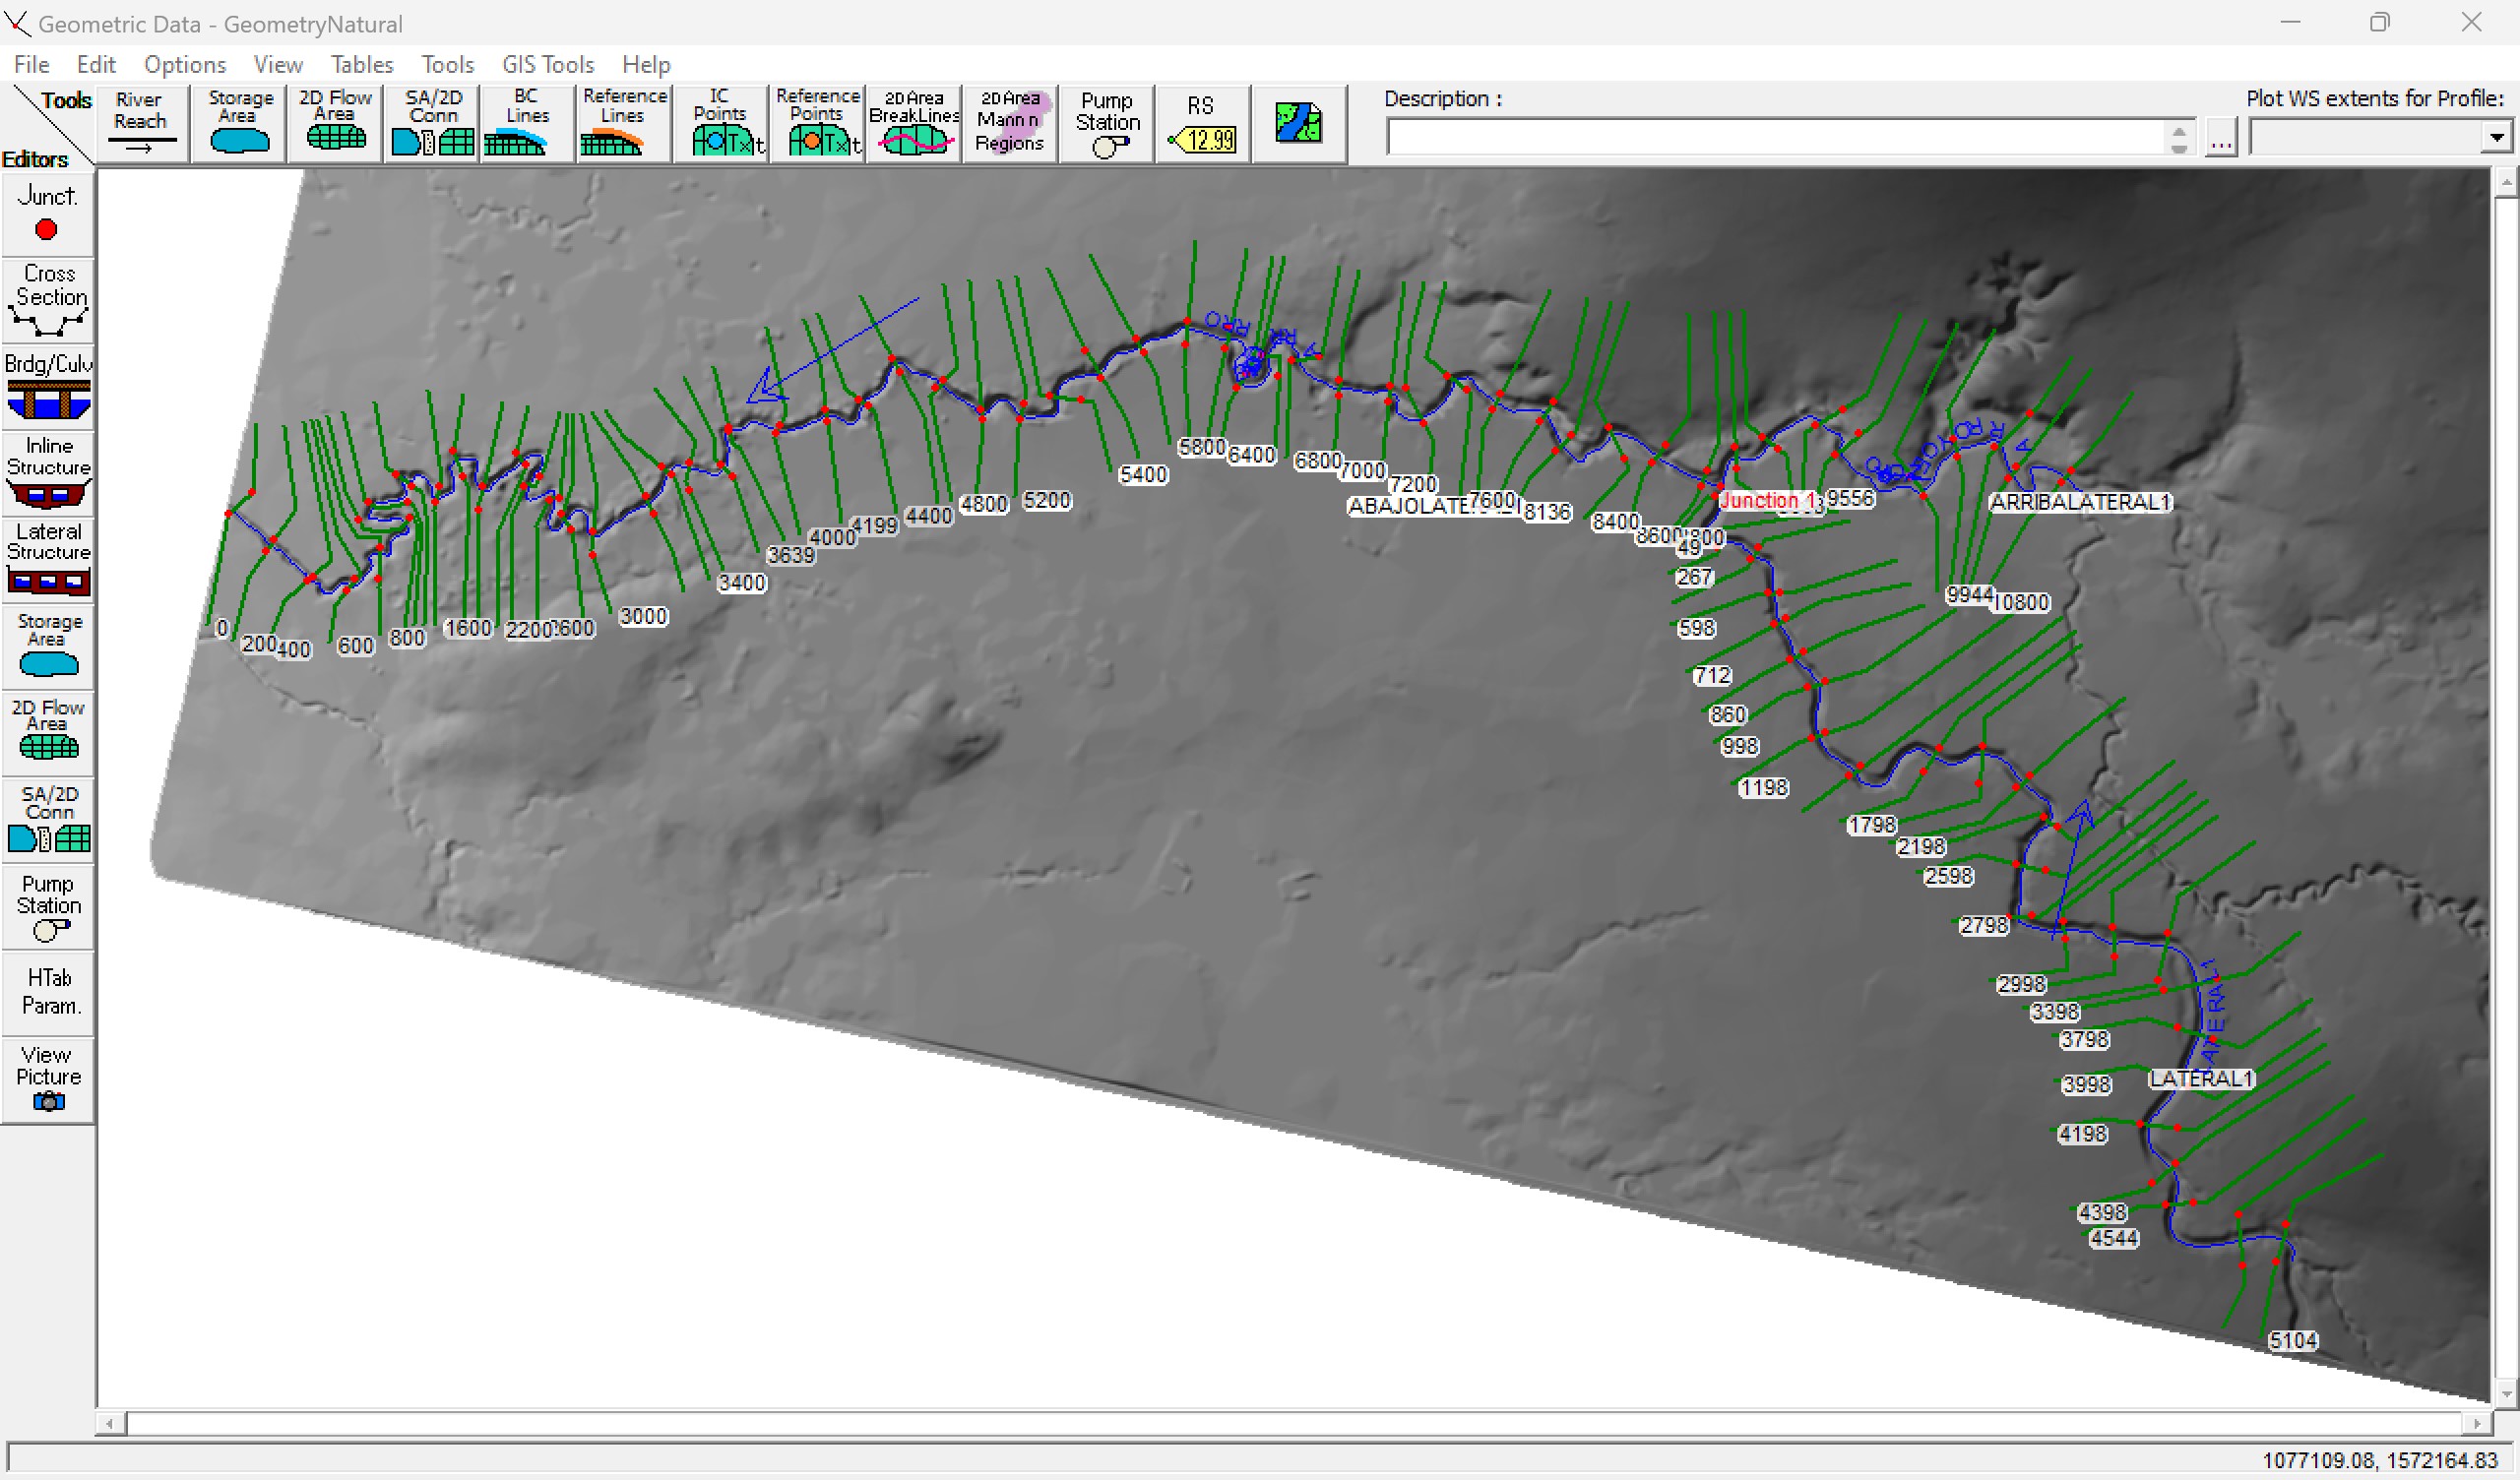 Geometric Data - GeometryNatural
File Edit Options View Tables Tools GIS Tools Help
Tools
Editors
River Reach
Storage Area
2D Flow Area
SA/2D Conn
BC Lines
Reference Lines
IC Points
Reference Points
2D Area BreakLines
2D Area Mann n Regions
Pump Station
RS
12.99
Description :
...
Plot WS extents for Profile:
Junct.
Cross Section
Brdg/Culv
Inline Structure
Lateral Structure
Storage Area
2D Flow Area
SA/2D Conn
Pump Station
HTab Param.
View Picture
5800
6400
6800
7000
7200
5400
5200
4800
4400
4199
4000
3639
3400
3000
2200
1600
800
600
400
200
0
7600
8136
8400
8600
Junction 1
9556
ARRIBALATERAL1
9944
10800
49
267
598
712
860
998
1198
1798
2198
2598
2798
2998
3398
3798
3998
LATERAL1
4198
4398
4544
5104
1077109.08, 1572164.83